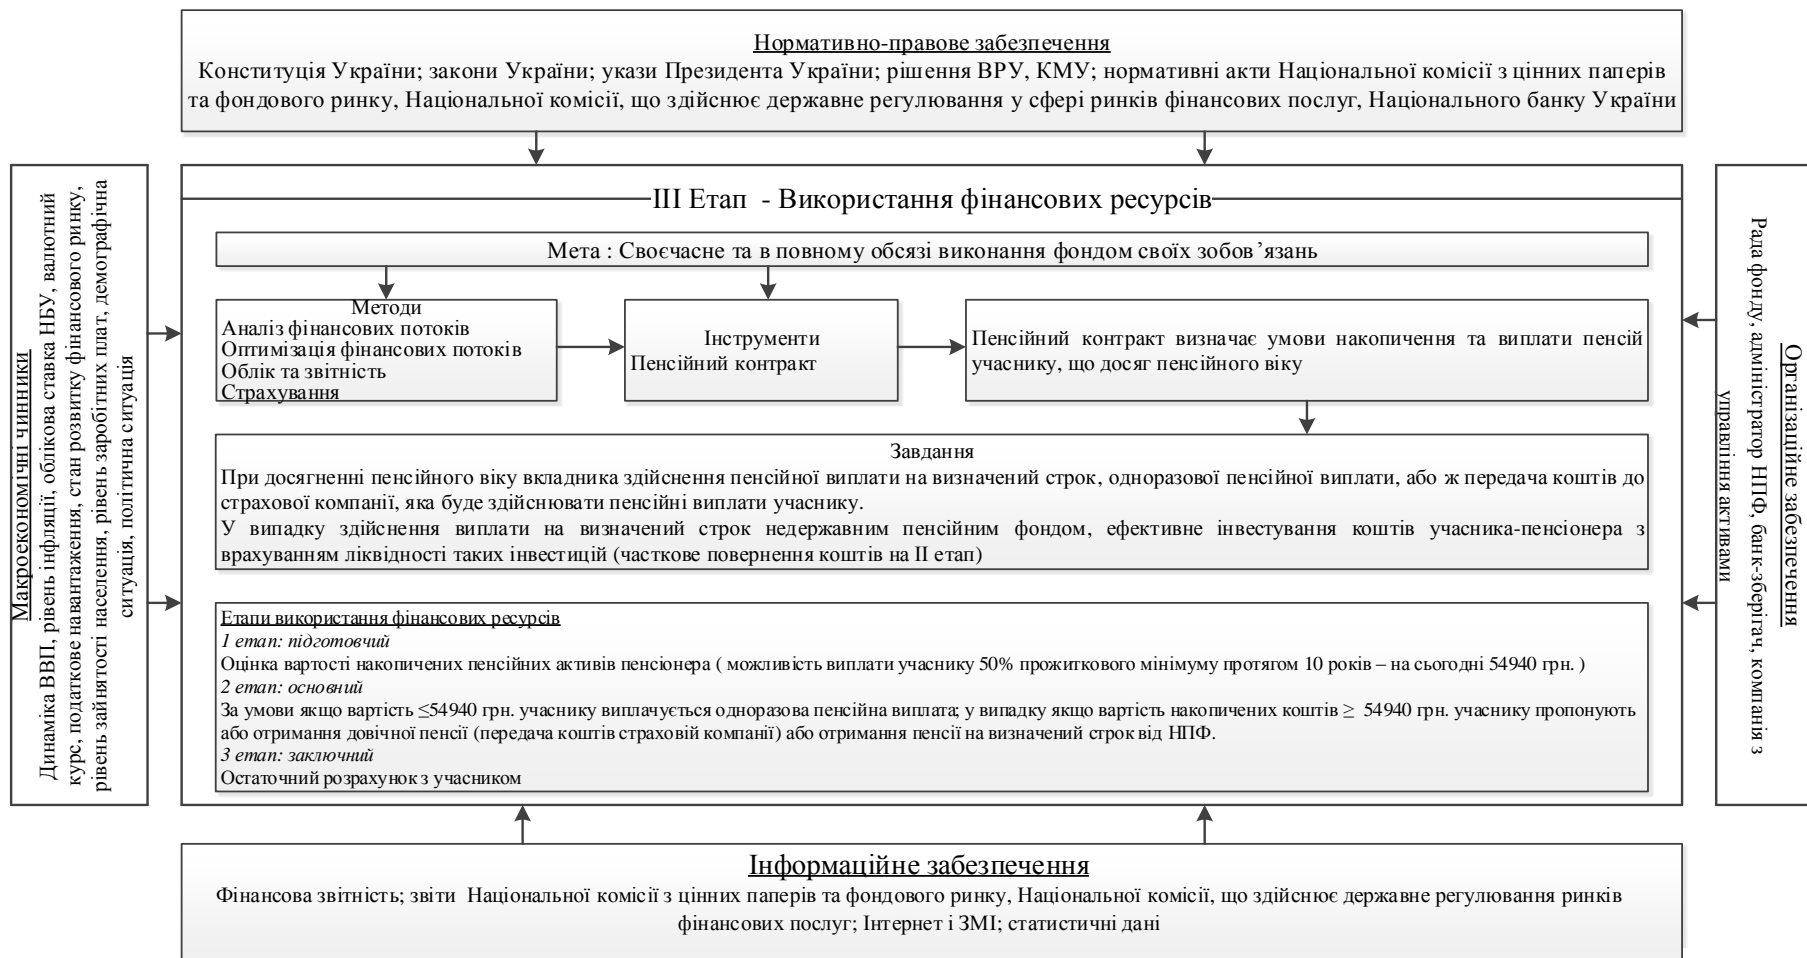 Нормативно-правове забезпечення
Конституція України; закони України; укази Президента України; рішення ВРУ, КМУ; нормативні акти Національної комісії з цінних паперів
та фондового ринку, Національної комісії, що здійснює державне регулювання у сфері ринків фінансових послуг, Національного банку України
Макроекономічні чинники
Динаміка ВВП, рівень інфляції, облікова ставка НБУ, валютний
курс, податкове навантаження, стан розвитку фінансового ринку,
рівень зайнятості населення, рівень заробітних плат, демографічна
ситуація, політична ситуація
ІІІ Етап - Використання фінансових ресурсів
Мета : Своєчасне та в повному обсязі виконання фондом своїх зобов’язань
Методи
Аналіз фінансових потоків
Оптимізація фінансових потоків
Облік та звітність
Страхування
Інструменти
Пенсійний контракт
Пенсійний контракт визначає умови накопичення та виплати пенсій
учаснику, що досяг пенсійного віку
Завдання
При досягненні пенсійного віку вкладника здійснення пенсійної виплати на визначений строк, одноразової пенсійної виплати, або ж передача коштів до
страхової компанії, яка буде здійснювати пенсійні виплати учаснику.
У випадку здійснення виплати на визначений строк недержавним пенсійним фондом, ефективне інвестування коштів учасника-пенсіонера з
врахуванням ліквідності таких інвестицій (часткове повернення коштів на ІІ етап)
Етапи використання фінансових ресурсів
1 етап: підготовчий
Оцінка вартості накопичених пенсійних активів пенсіонера ( можливість виплати учаснику 50% прожиткового мінімуму протягом 10 років – на сьогодні 54940 грн. )
2 етап: основний
За умови якщо вартість ≤54940 грн. учаснику виплачується одноразова пенсійна виплата; у випадку якщо вартість накопичених коштів ≥ 54940 грн. учаснику пропонують
або отримання довічної пенсії (передача коштів страховій компанії) або отримання пенсії на визначений строк від НПФ.
3 етап: заключний
Остаточний розрахунок з учасником
Організаційне забезпечення
Рада фонду, адміністратор НПФ, банк-зберігач, компанія з
управління активами
Інформаційне забезпечення
Фінансова звітність; звіти Національної комісії з цінних паперів та фондового ринку, Національної комісії, що здійснює державне регулювання ринків
фінансових послуг; Інтернет і ЗМІ; статистичні дані